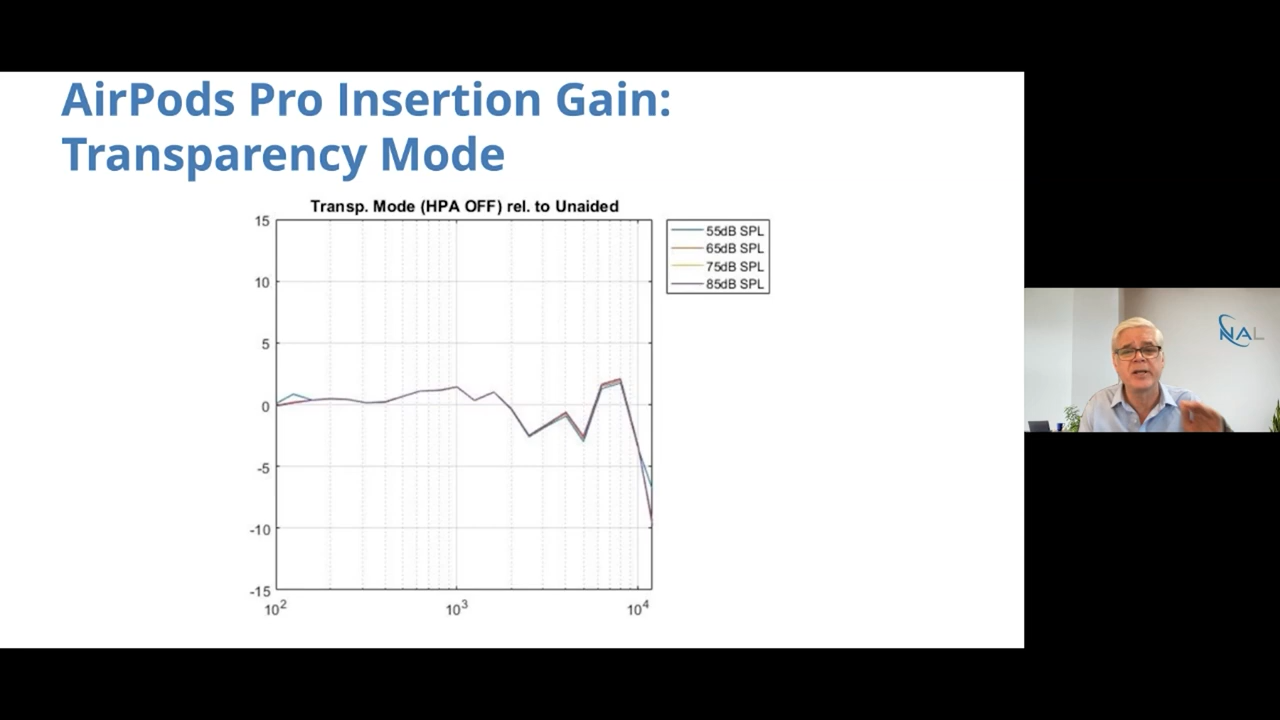 AirPods Pro Insertion Gain:
Transparency Mode
Transp. Mode (HPA OFF) rel. to Unaided
15
10
5
0
-5
-10
-15
10²
10³
10⁴
55dB SPL
65dB SPL
75dB SPL
85dB SPL
NAL